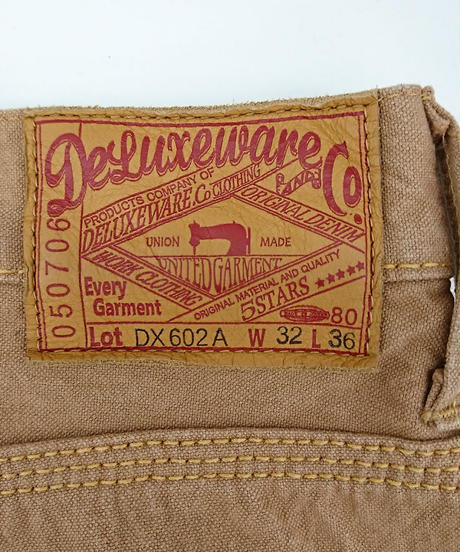 DeLuxeware
AND Co.
050706
PRODUCTS COMPANY OF
DELUXEWARE Co. CLOTHING
ORIGINAL DENIM
UNION MADE
WORK CLOTHING
UNITED GARMENT
ORIGINAL MATERIAL AND QUALITY
5STARS ★★★★★
Every
Garment
80
Lot DX602A W 32 L 36